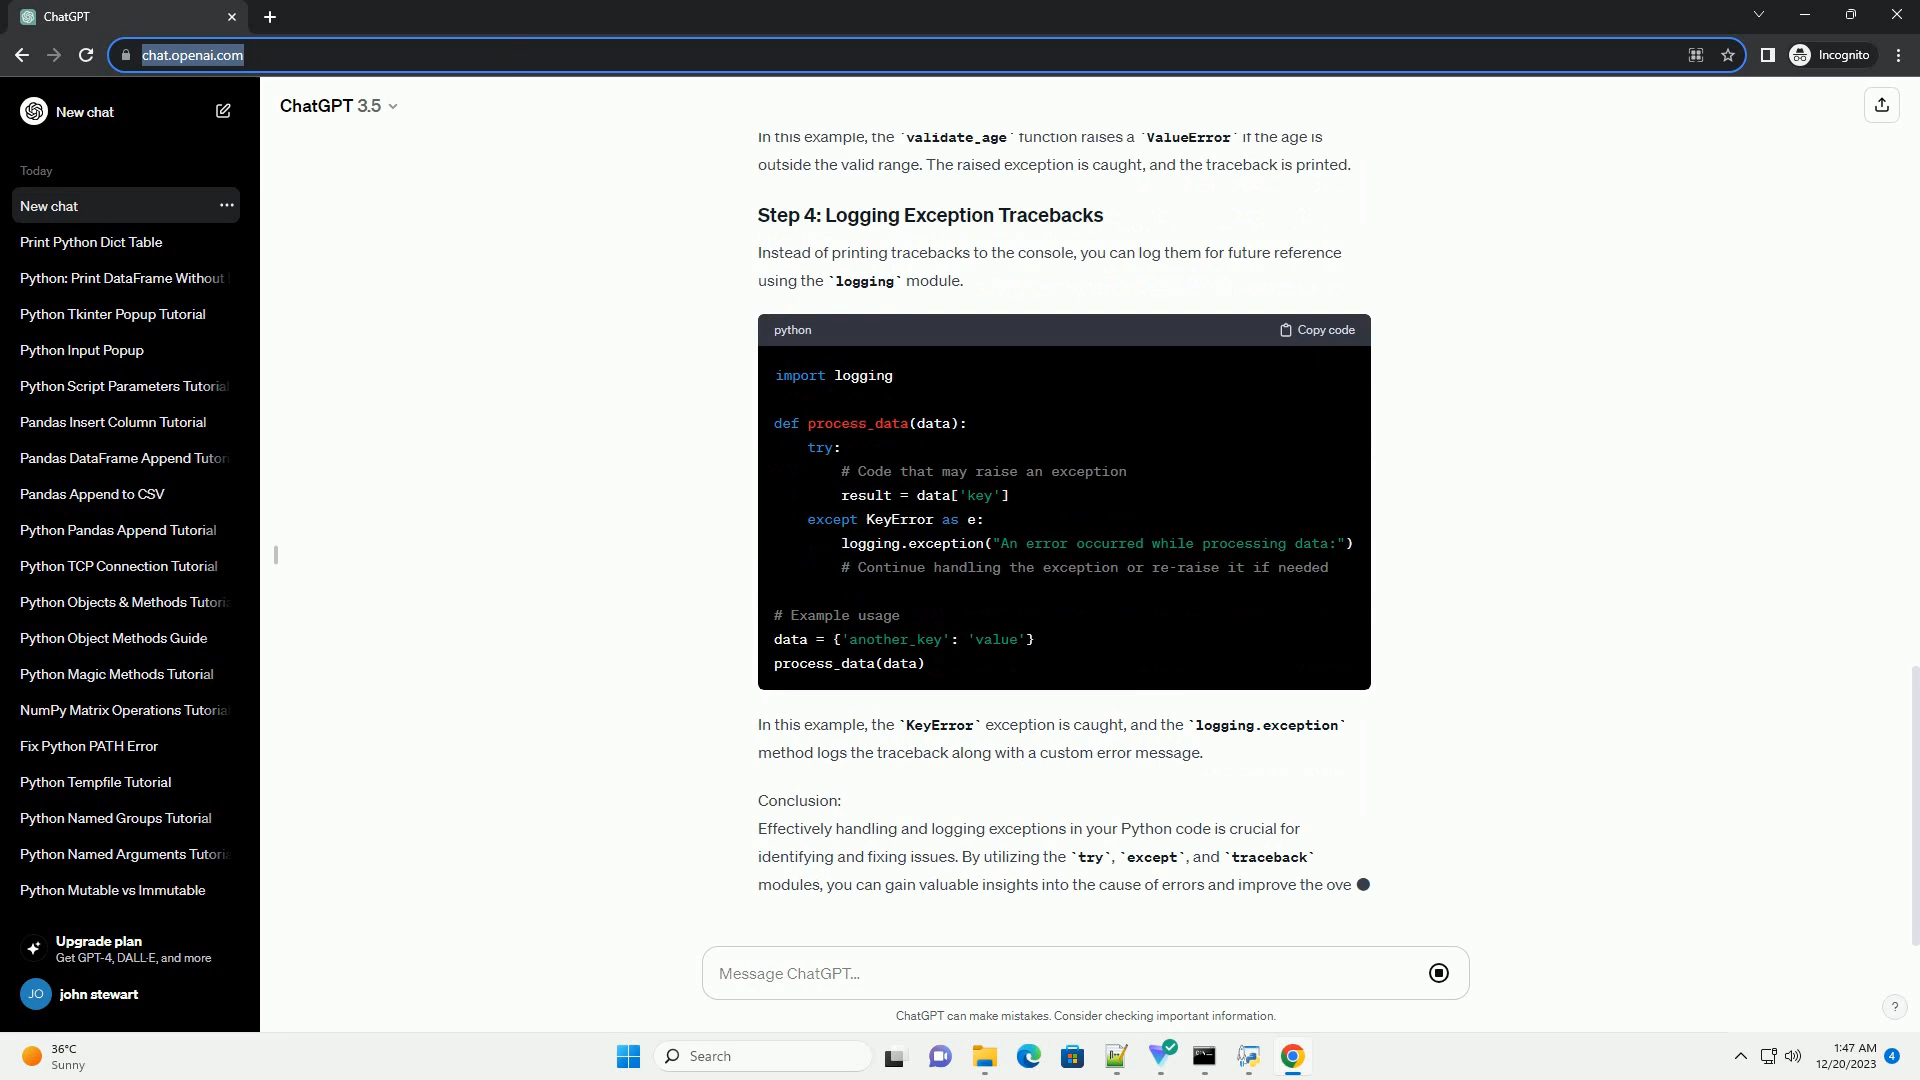 ChatGPT
chat.openai.com
Incognito
New chat
Today
New chat
Print Python Dict Table
Python: Print DataFrame Without
Python Tkinter Popup Tutorial
Python Input Popup
Python Script Parameters Tutorial
Pandas Insert Column Tutorial
Pandas DataFrame Append Tutor
Pandas Append to CSV
Python Pandas Append Tutorial
Python TCP Connection Tutorial
Python Objects & Methods Tutoria
Python Object Methods Guide
Python Magic Methods Tutorial
NumPy Matrix Operations Tutoria
Fix Python PATH Error
Python Tempfile Tutorial
Python Named Groups Tutorial
Python Named Arguments Tutoria
Python Mutable vs Immutable
Upgrade plan
Get GPT-4, DALL·E, and more
JO john stewart
ChatGPT 3.5
In this example, the `validate_age` function raises a `ValueError` if the age is
outside the valid range. The raised exception is caught, and the traceback is printed.
Step 4: Logging Exception Tracebacks
Instead of printing tracebacks to the console, you can log them for future reference
using the `logging` module.
python Copy code
import logging
def process_data(data):
    try:
        # Code that may raise an exception
        result = data['key']
    except KeyError as e:
        logging.exception("An error occurred while processing data:")
        # Continue handling the exception or re-raise it if needed
# Example usage
data = {'another_key': 'value'}
process_data(data)
In this example, the `KeyError` exception is caught, and the `logging.exception`
method logs the traceback along with a custom error message.
Conclusion:
Effectively handling and logging exceptions in your Python code is crucial for
identifying and fixing issues. By utilizing the `try`, `except`, and `traceback`
modules, you can gain valuable insights into the cause of errors and improve the ove
Message ChatGPT...
ChatGPT can make mistakes. Consider checking important information.
?
36°C
Sunny
Search
1:47 AM
12/20/2023
4